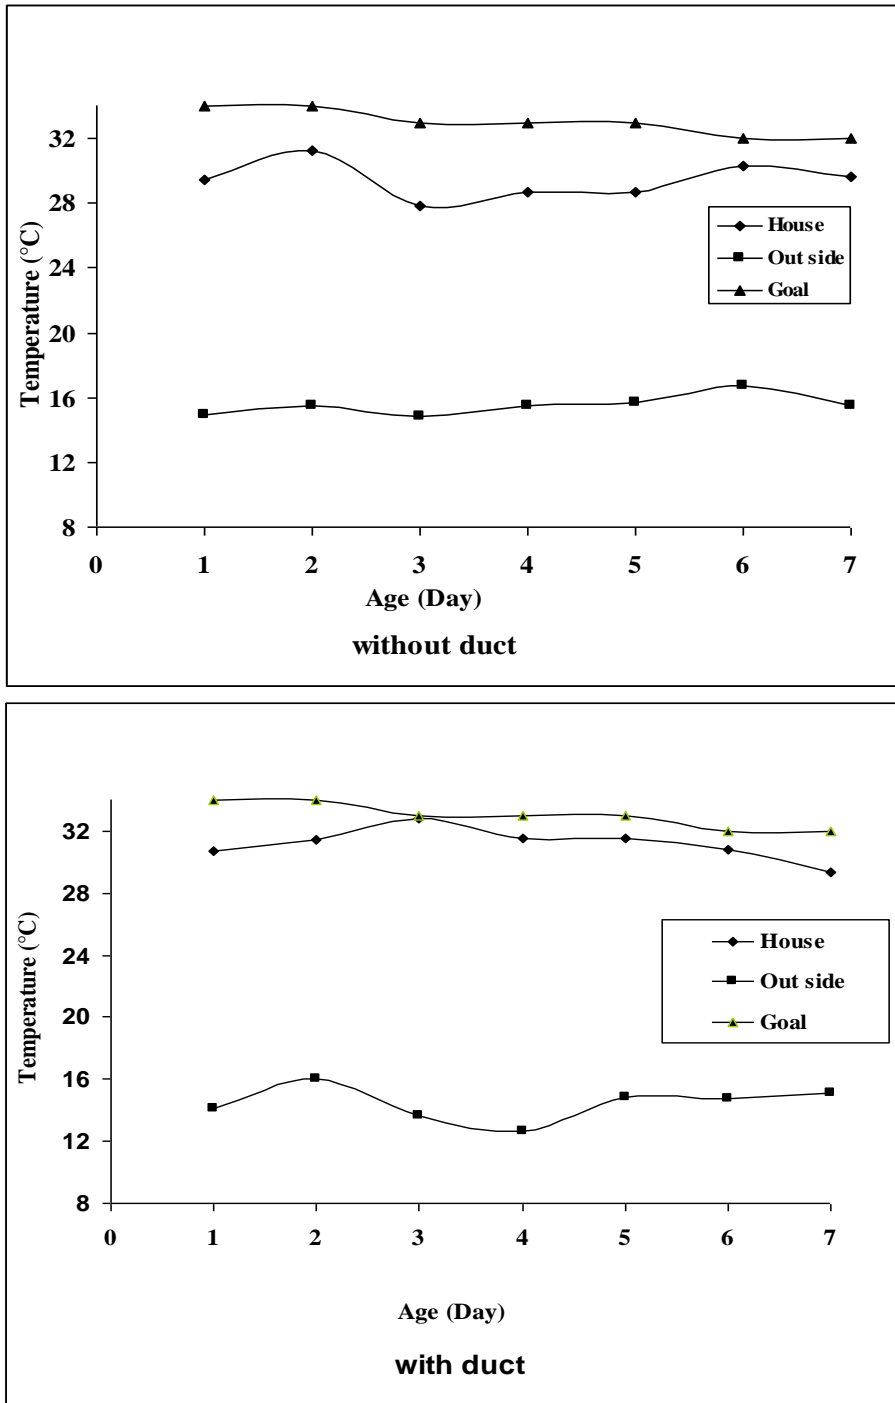 32
28
24
20
16
12
8
Temperature (°C)
House
Out side
Goal
0 1 2 3 4 5 6 7
Age (Day)
without duct
32
28
24
20
16
12
8
Temperature (°C)
House
Out side
Goal
0 1 2 3 4 5 6 7
Age (Day)
with duct